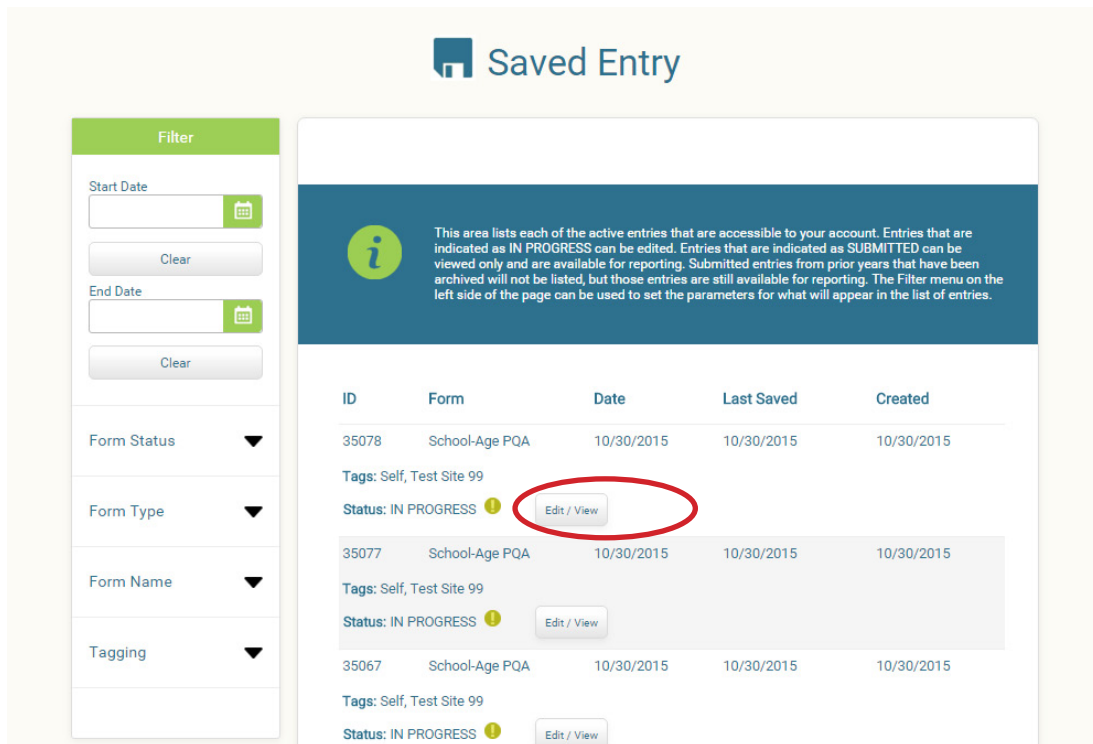 Saved Entry
Filter
Start Date
Clear
End Date
Clear
Form Status
Form Type
Form Name
Tagging
i
This area lists each of the active entries that are accessible to your account. Entries that are
indicated as IN PROGRESS can be edited. Entries that are indicated as SUBMITTED can be
viewed only and are available for reporting. Submitted entries from prior years that have been
archived will not be listed, but those entries are still available for reporting. The Filter menu on the
left side of the page can be used to set the parameters for what will appear in the list of entries.
ID Form Date Last Saved Created
35078 School-Age PQA 10/30/2015 10/30/2015 10/30/2015
Tags: Self, Test Site 99
Status: IN PROGRESS ! Edit / View
35077 School-Age PQA 10/30/2015 10/30/2015 10/30/2015
Tags: Self, Test Site 99
Status: IN PROGRESS ! Edit / View
35067 School-Age PQA 10/30/2015 10/30/2015 10/30/2015
Tags: Self, Test Site 99
Status: IN PROGRESS ! Edit / View